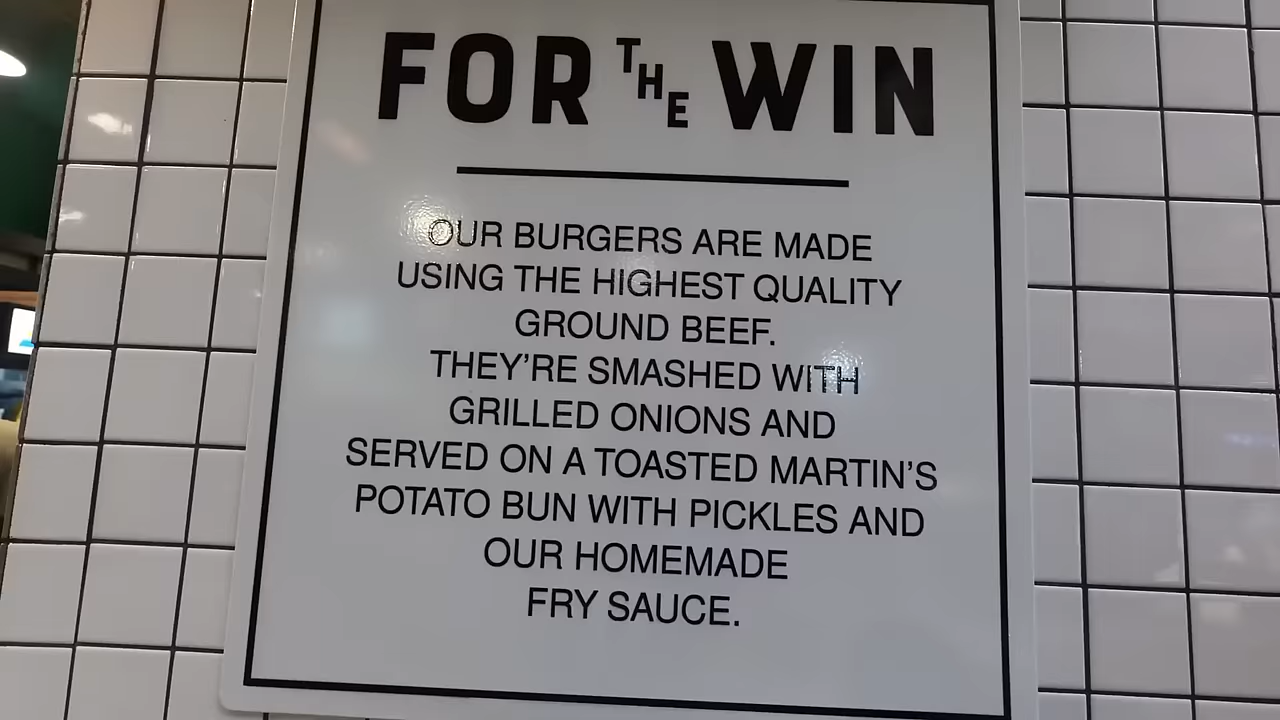 FOR THE WIN
OUR BURGERS ARE MADE
USING THE HIGHEST QUALITY
GROUND BEEF.
THEY'RE SMASHED WITH
GRILLED ONIONS AND
SERVED ON A TOASTED MARTIN'S
POTATO BUN WITH PICKLES AND
OUR HOMEMADE
FRY SAUCE.